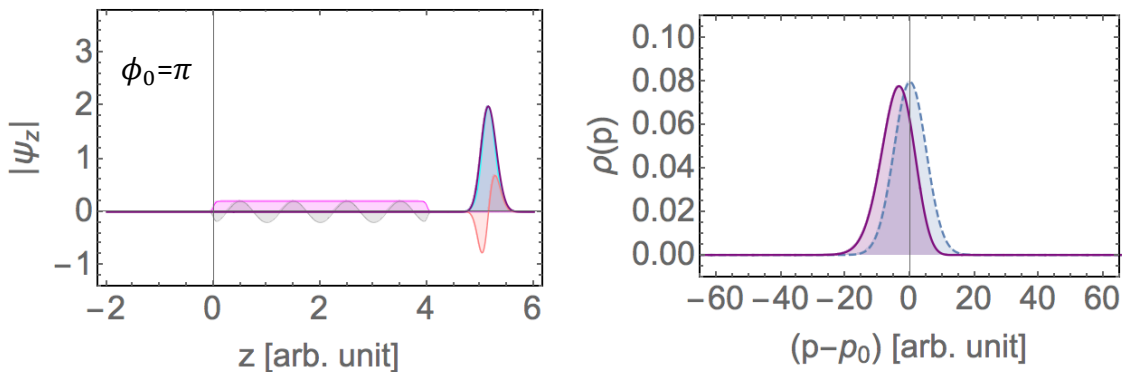 ϕ₀=π
|Ψz|
3
2
1
0
−1
−2 0 2 4 6
z [arb. unit]
ρ(p)
0.10
0.08
0.06
0.04
0.02
0.00
−60 −40 −20 0 20 40 60
(p−p₀) [arb. unit]